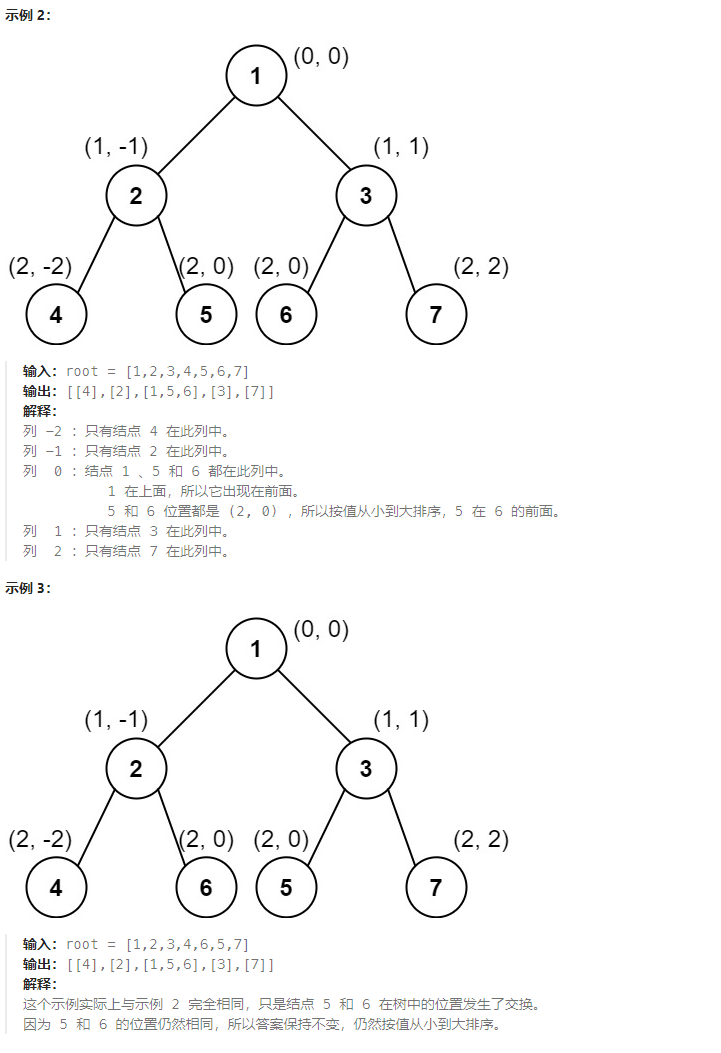 示例 2：
(0, 0)
1
(1, -1) (1, 1)
2 3
(2, -2) (2, 0) (2, 0) (2, 2)
4 5 6 7
输入：root = [1,2,3,4,5,6,7]
输出：[[4],[2],[1,5,6],[3],[7]]
解释：
列 -2 ：只有结点 4 在此列中。
列 -1 ：只有结点 2 在此列中。
列  0 ：结点 1 、5 和 6 都在此列中。
1 在上面，所以它出现在前面。
5 和 6 位置都是 (2, 0) ，所以按值从小到大排序，5 在 6 的前面。
列  1 ：只有结点 3 在此列中。
列  2 ：只有结点 7 在此列中。
示例 3：
(0, 0)
1
(1, -1) (1, 1)
2 3
(2, -2) (2, 0) (2, 0) (2, 2)
4 6 5 7
输入：root = [1,2,3,4,6,5,7]
输出：[[4],[2],[1,5,6],[3],[7]]
解释：
这个示例实际上与示例 2 完全相同，只是结点 5 和 6 在树中的位置发生了交换。
因为 5 和 6 的位置仍然相同，所以答案保持不变，仍然按值从小到大排序。